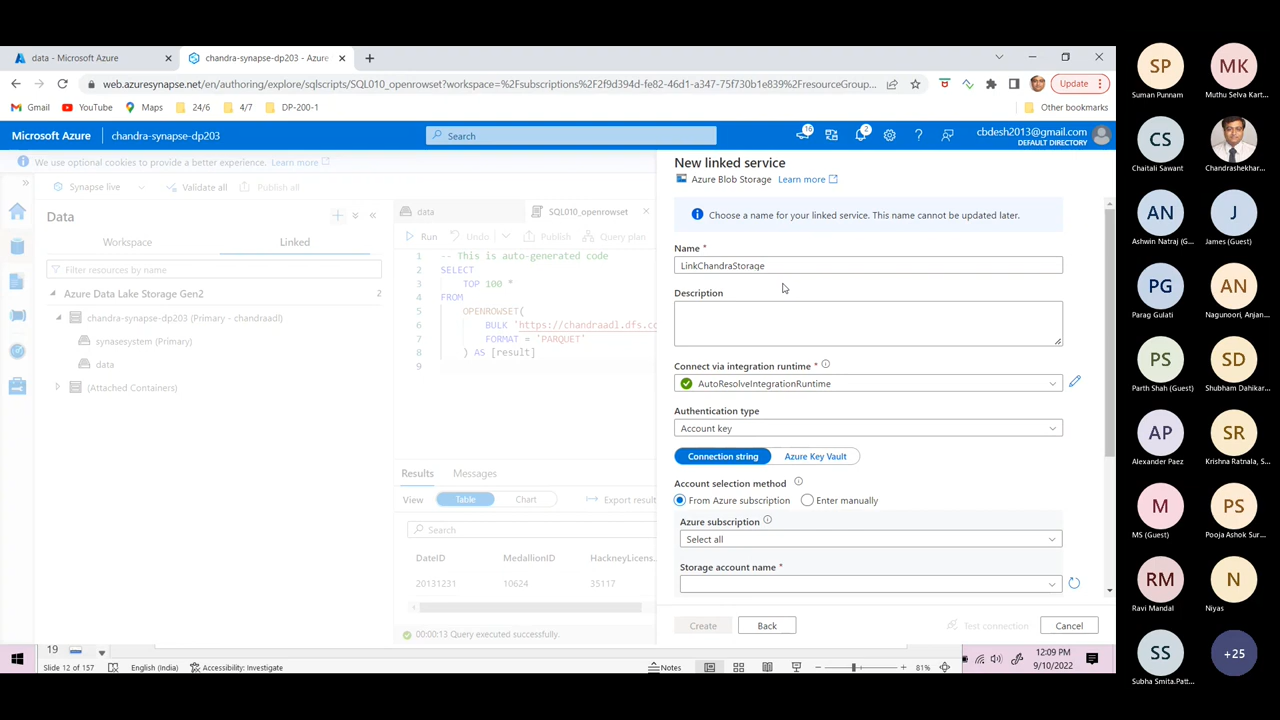 data - Microsoft Azure
chandra-synapse-dp203 - Azure
web.azuresynapse.net/en/authoring/explore/sqlscripts/SQL010_openrowset?workspace=%2Fsubscriptions%2F2f9d394d-fe82-46d1-a347-75f730b1e839%2FresourceGroup...
Update
Gmail
YouTube
Maps
24/6
4/7
DP-200-1
Other bookmarks
Microsoft Azure
chandra-synapse-dp203
Search
16
2
cbdesh2013@gmail.com
DEFAULT DIRECTORY
We use optional cookies to provide a better experience. Learn more
Synapse live
Validate all
Publish all
Data
Workspace
Linked
Filter resources by name
Azure Data Lake Storage Gen2
2
chandra-synapse-dp203 (Primary - chandraadl)
synasesystem (Primary)
data
(Attached Containers)
data
SQL010_openrowset
Run
Undo
Publish
Query plan
1 -- This is auto-generated code
2 SELECT
3 TOP 100 *
4 FROM
5 OPENROWSET(
6 BULK 'https://chandraadl.dfs.co
7 FORMAT = 'PARQUET'
8 ) AS [result]
9
Results
Messages
View
Table
Chart
Export result
Search
DateID
MedallionID
HackneyLicens...
20131231
10624
35117
00:00:13 Query executed successfully.
New linked service
Azure Blob Storage Learn more
Choose a name for your linked service. This name cannot be updated later.
Name *
LinkChandraStorage
Description
Connect via integration runtime *
AutoResolveIntegrationRuntime
Authentication type
Account key
Connection string
Azure Key Vault
Account selection method
From Azure subscription
Enter manually
Azure subscription
Select all
Storage account name *
Create
Back
Test connection
Cancel
19
Slide 12 of 157
English (India)
Accessibility: Investigate
Notes
81%
12:09 PM
9/10/2022
SP
Suman Punnam
MK
Muthu Selva Kart...
CS
Chaitali Sawant
Chandrashekhar...
AN
Ashwin Natraj (G...
J
James (Guest)
PG
Parag Gulati
AN
Nagunoori, Anjan...
PS
Parth Shah (Guest)
SD
Shubham Dahikar...
AP
Alexander Paez
SR
Krishna Ratnala, S...
M
MS (Guest)
PS
Pooja Ashok Sur...
RM
Ravi Mandal
N
Niyas
SS
Subha Smita.Patt...
+25